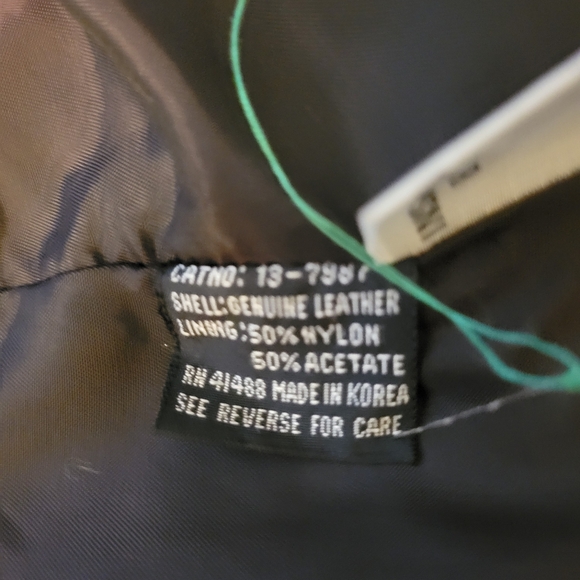 CATNO: 13-7987
SHELL:GENUINE LEATHER
LINING:50% NYLON
50% ACETATE
RN 41488 MADE IN KOREA
SEE REVERSE FOR CARE